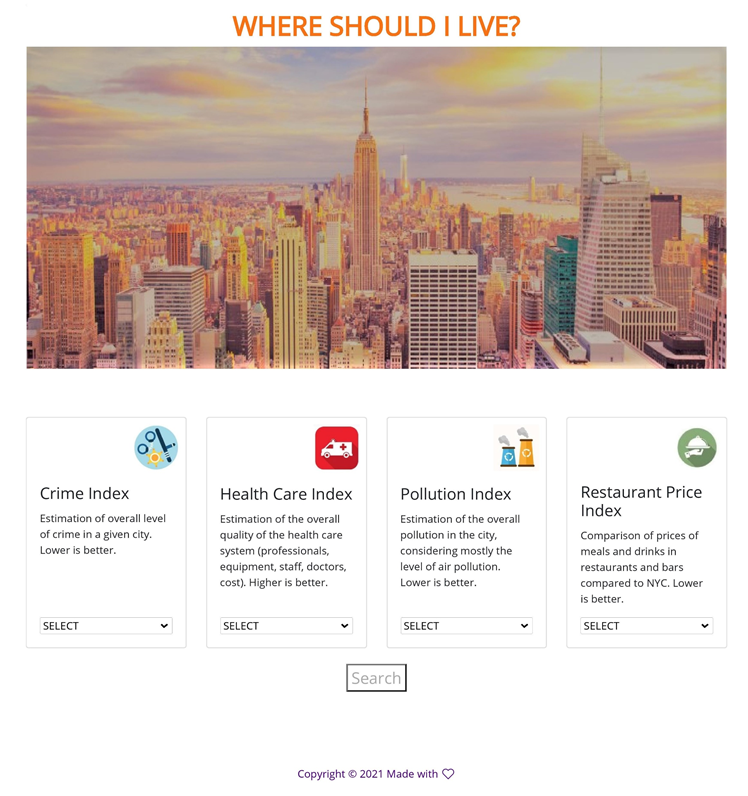 WHERE SHOULD I LIVE?
Crime Index
Estimation of overall level
of crime in a given city.
Lower is better.
SELECT
Health Care Index
Estimation of the overall
quality of the health care
system (professionals,
equipment, staff, doctors,
cost). Higher is better.
SELECT
Pollution Index
Estimation of the overall
pollution in the city,
considering mostly the
level of air pollution.
Lower is better.
SELECT
Restaurant Price
Index
Comparison of prices of
meals and drinks in
restaurants and bars
compared to NYC. Lower
is better.
SELECT
Search
Copyright © 2021 Made with